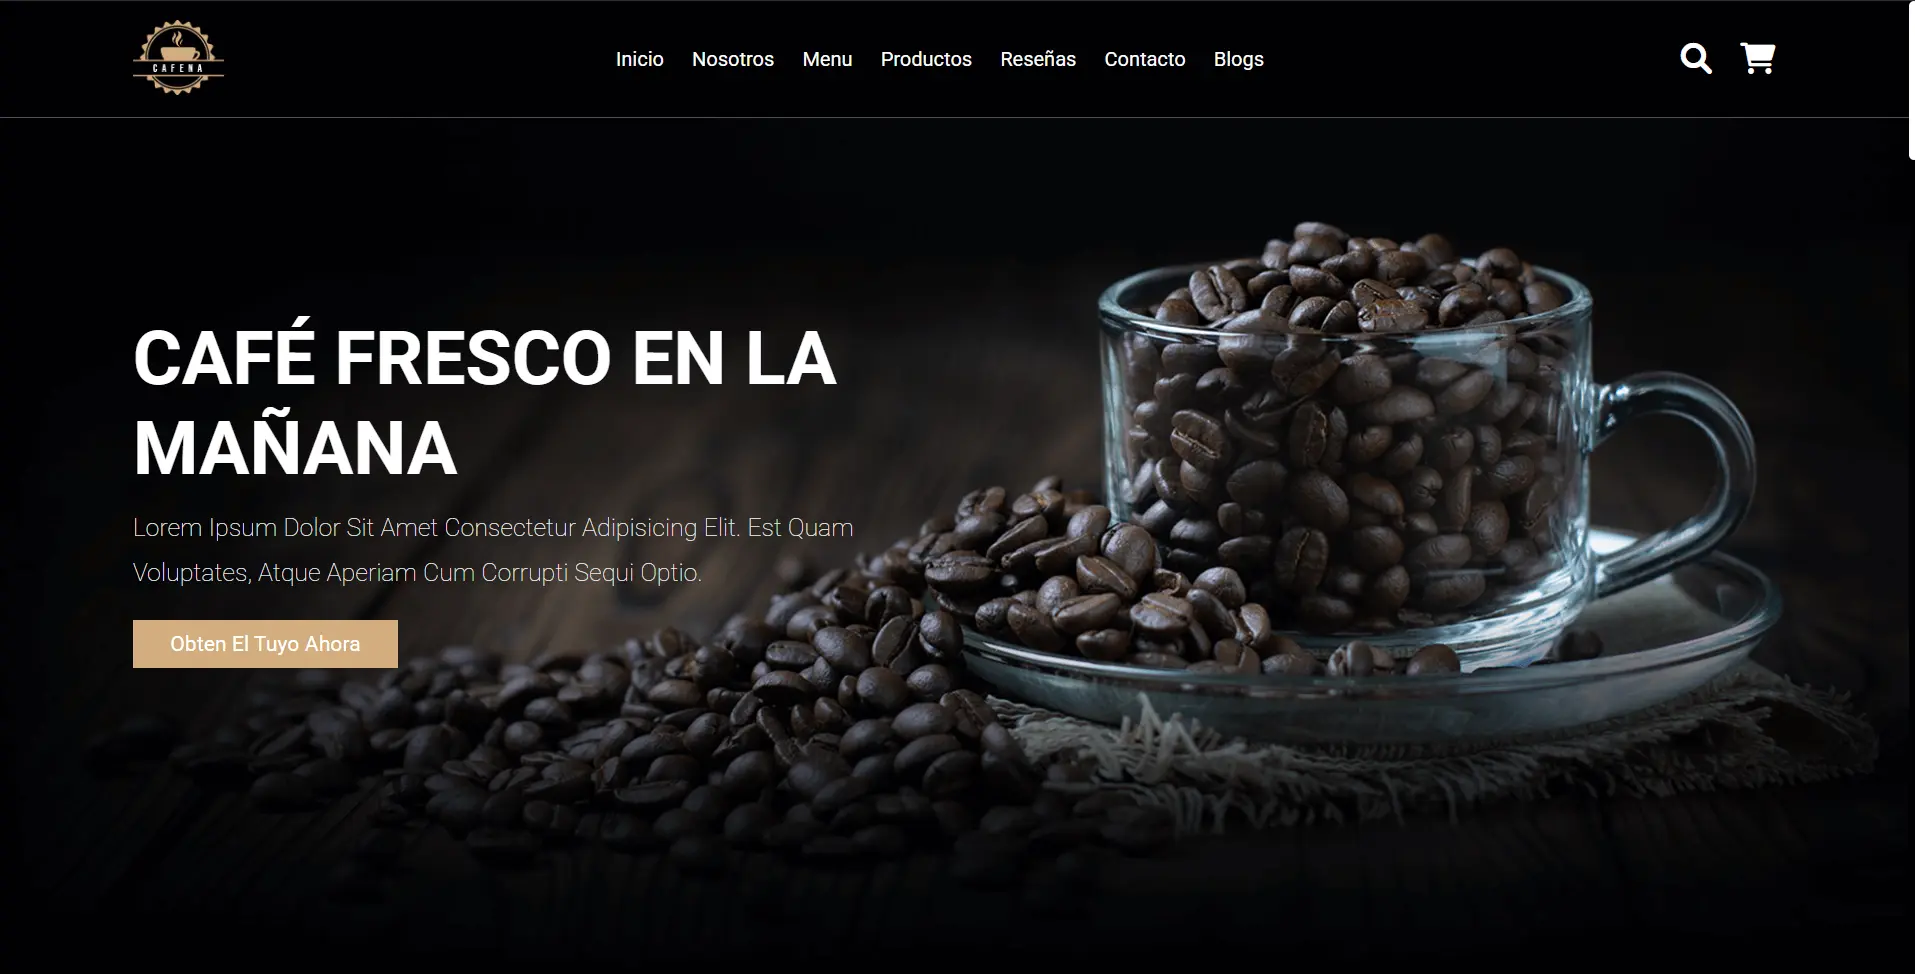 CAFENA
Inicio Nosotros Menu Productos Reseñas Contacto Blogs
CAFÉ FRESCO EN LA
MAÑANA
Lorem Ipsum Dolor Sit Amet Consectetur Adipisicing Elit. Est Quam
Voluptates, Atque Aperiam Cum Corrupti Sequi Optio.
Obten El Tuyo Ahora